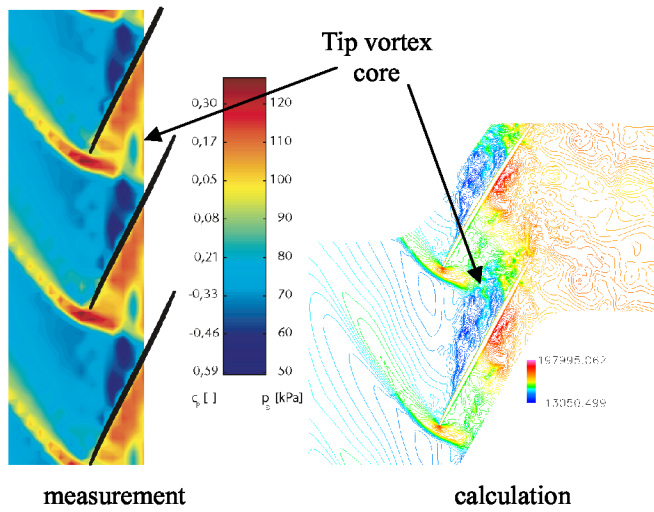 Tip vortex
core
0,30 120
0,17 110
0,05 100
0,08 90
0,21 80
-0,33 70
-0,46 60
0,59 50
cp [ ] ps [kPa]
197995.062
13050.499
measurement calculation